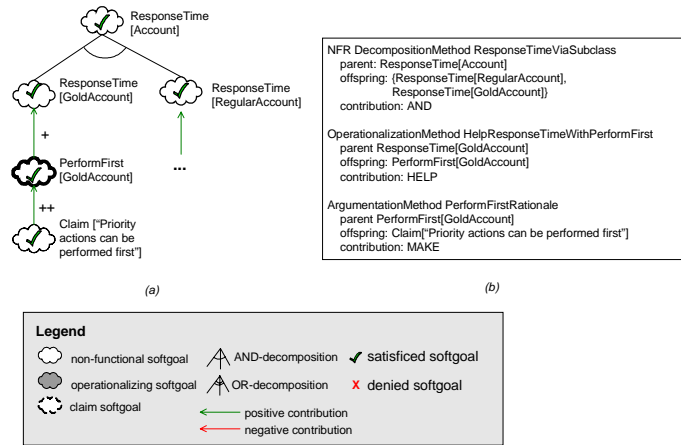 ResponseTime
[Account]
ResponseTime
[GoldAccount]
ResponseTime
[RegularAccount]
+
PerformFirst
[GoldAccount]
...
++
Claim ["Priority
actions can be
performed first"]
(a)
NFR DecompositionMethod ResponseTimeViaSubclass
parent: ResponseTime[Account]
offspring: {ResponseTime[RegularAccount],
ResponseTime[GoldAccount]}
contribution: AND
OperationalizationMethod HelpResponseTimeWithPerformFirst
parent ResponseTime[GoldAccount]
offspring: PerformFirst[GoldAccount]
contribution: HELP
ArgumentationMethod PerformFirstRationale
parent PerformFirst[GoldAccount]
offspring: Claim["Priority actions can be performed first"]
contribution: MAKE
(b)
Legend
non-functional softgoal
operationalizing softgoal
claim softgoal
AND-decomposition
OR-decomposition
positive contribution
negative contribution
satisficed softgoal
X denied softgoal